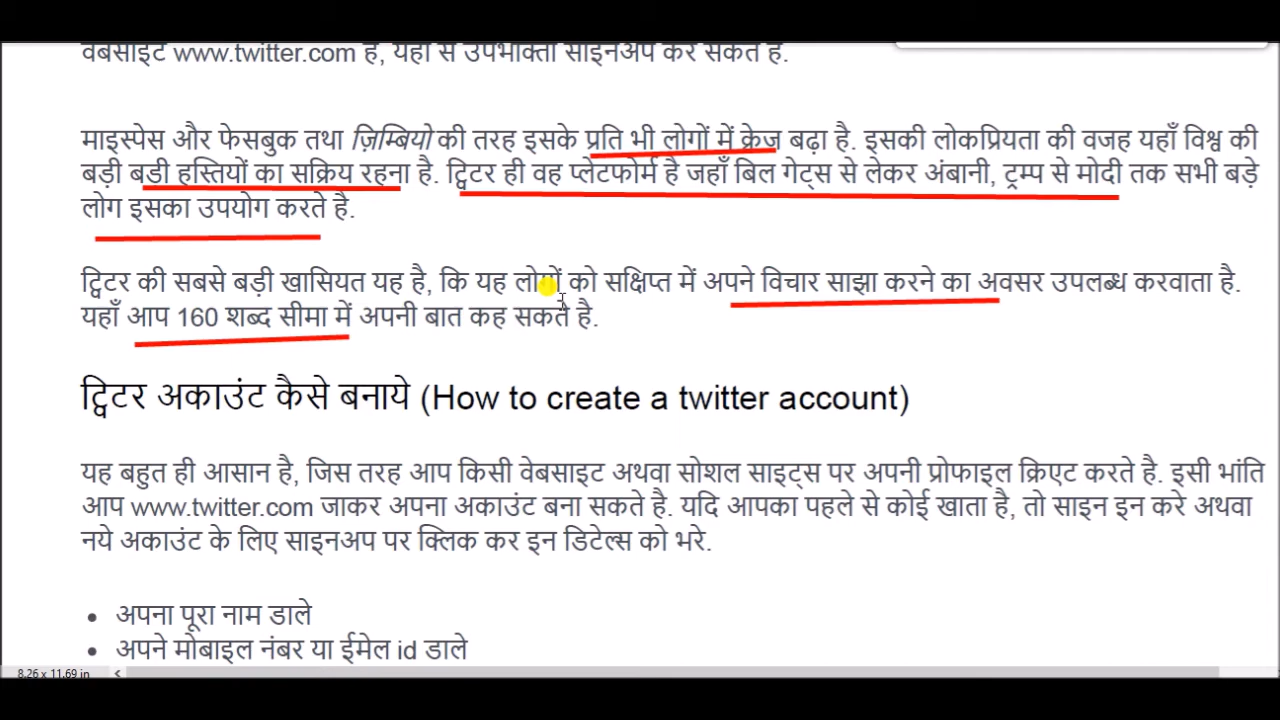 वेबसाइट www.twitter.com है, यहाँ से उपभोक्ता साइनअप कर सकते है.
माइस्पेस और फेसबुक तथा ज़िम्बियो की तरह इसके प्रति भी लोगों में क्रेज बढ़ा है. इसकी लोकप्रियता की वजह यहाँ विश्व की
बड़ी बडी हस्तियों का सक्रिय रहना है. ट्विटर ही वह प्लेटफोर्म है जहाँ बिल गेट्स से लेकर अंबानी, ट्रम्प से मोदी तक सभी बड़े
लोग इसका उपयोग करते है.
ट्विटर की सबसे बड़ी खासियत यह है, कि यह लोगों को सक्षिप्त में अपने विचार साझा करने का अवसर उपलब्ध करवाता है.
यहाँ आप 160 शब्द सीमा में अपनी बात कह सकते है.
ट्विटर अकाउंट कैसे बनाये (How to create a twitter account)
यह बहुत ही आसान है, जिस तरह आप किसी वेबसाइट अथवा सोशल साइट्स पर अपनी प्रोफाइल क्रिएट करते है. इसी भांति
आप www.twitter.com जाकर अपना अकाउंट बना सकते है. यदि आपका पहले से कोई खाता है, तो साइन इन करे अथवा
नये अकाउंट के लिए साइनअप पर क्लिक कर इन डिटेल्स को भरे.
• अपना पूरा नाम डाले
• अपने मोबाइल नंबर या ईमेल id डाले
8.26 x 11.69 in